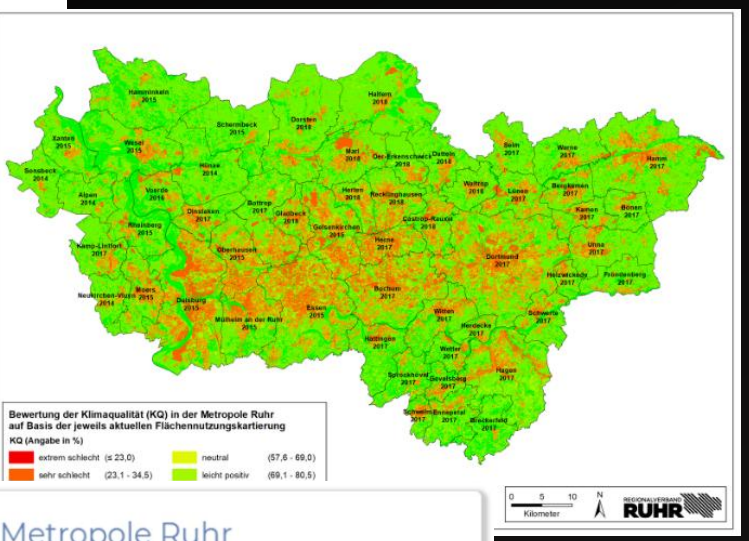 Hamminkeln
2015
Haltern
2018
Schermbeck
2015
Dorsten
2018
Xanten
2015
Wesel
2015
Marl
2018
Oer-Erkenschwick
2018
Datteln
2018
Selm
2017
Werne
2017
Hamm
2017
Sonsbeck
2014
Hünxe
2014
Alpen
2014
Voerde
2016
Herten
2018
Recklinghausen
2018
Waltrop
2018
Lünen
2017
Bergkamen
2017
Dinslaken
2017
Bottrop
2017
Gladbeck
2018
Kamen
2017
Bönen
2017
Rheinberg
2015
Gelsenkirchen
2015
Castrop-Rauxel
2018
Kamp-Lintfort
2017
Oberhausen
2015
Herne
2017
Dortmund
2017
Unna
2017
Holzwickede
2017
Fröndenberg
2017
Neukirchen-Vluyn
2014
Moers
2015
Duisburg
2015
Bochum
2017
Mülheim an der Ruhr
2015
Essen
2015
Witten
2017
Schwerte
2017
Herdecke
2017
Hattingen
2017
Wetter
2017
Sprockhövel
2017
Gevelsberg
2017
Hagen
2017
Schwelm
2017
Ennepetal
2017
Breckerfeld
2017
Bewertung der Klimaqualität (KQ) in der Metropole Ruhr
auf Basis der jeweils aktuellen Flächennutzungskartierung
KQ (Angabe in %)
extrem schlecht (≤ 23,0) neutral (57,6 - 69,0)
sehr schlecht (23,1 - 34,5) leicht positiv (69,1 - 80,5)
0 5 10
Kilometer
N
REGIONALVERBAND
RUHR
Metropole Ruhr